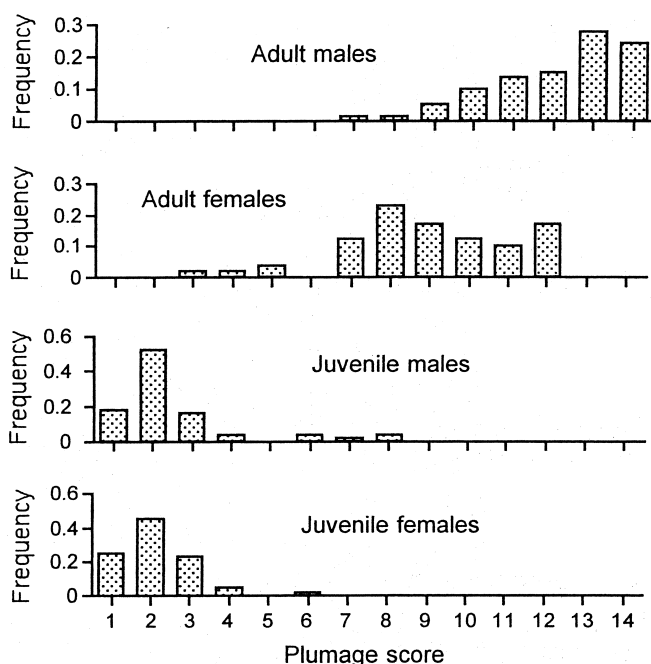 Frequency
0.3
0.2
0.1
0
Adult males
Frequency
0.3
0.2
0.1
0
Adult females
Frequency
0.6
0.4
0.2
0
Juvenile males
Frequency
0.6
0.4
0.2
0
Juvenile females
1 2 3 4 5 6 7 8 9 10 11 12 13 14
Plumage score